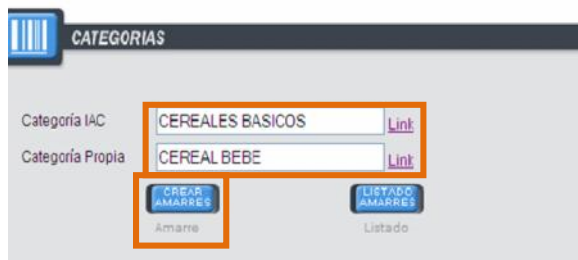 CATEGORIAS
Categoría IAC CEREALES BASICOS Link
Categoría Propia CEREAL BEBE Link
CREAR AMARRES LISTADO AMARRES
Amarre Listado